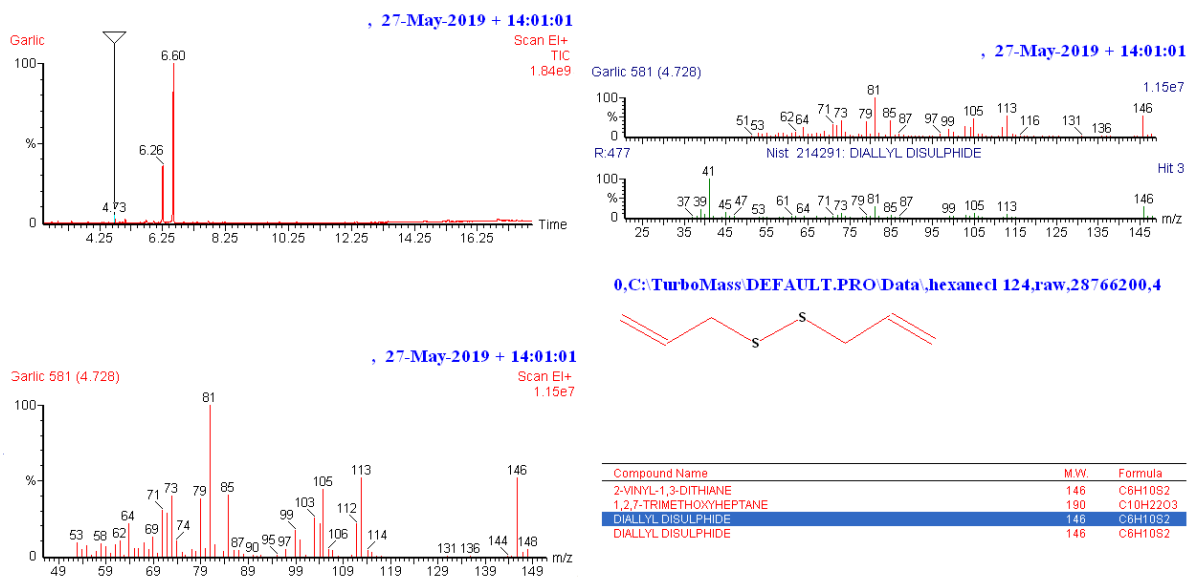 , 27-May-2019 + 14:01:01
Garlic
Scan EI+
TIC
1.84e9
100
%
0
6.60
6.26
4.73
4.25 6.25 8.25 10.25 12.25 14.25 16.25
Time
, 27-May-2019 + 14:01:01
Garlic 581 (4.728)
1.15e7
100
%
0
51 53 62 64 71 73 79 81 85 87 97 99 105 113 116 131 136 146
R:477 Nist 214291: DIALLYL DISULPHIDE
Hit 3
100
%
0
37 39 41 45 47 53 61 64 71 73 79 81 85 87 99 105 113 146
m/z
25 35 45 55 65 75 85 95 105 115 125 135 145
0,C:\TurboMass\DEFAULT.PRO\Data\,hexanecl 124,raw,28766200,4
S
S
, 27-May-2019 + 14:01:01
Garlic 581 (4.728)
Scan EI+
1.15e7
100
%
0
53 58 62 64 69 71 73 74 79 81 85 87 90 95 97 99 103 105 106 112 113 114 131 136 144 146 148
m/z
49 59 69 79 89 99 109 119 129 139 149
Compound Name M.W. Formula
2-VINYL-1,3-DITHIANE 146 C6H10S2
1,2,7-TRIMETHOXYHEPTANE 190 C10H22O3
DIALLYL DISULPHIDE 146 C6H10S2
DIALLYL DISULPHIDE 146 C6H10S2